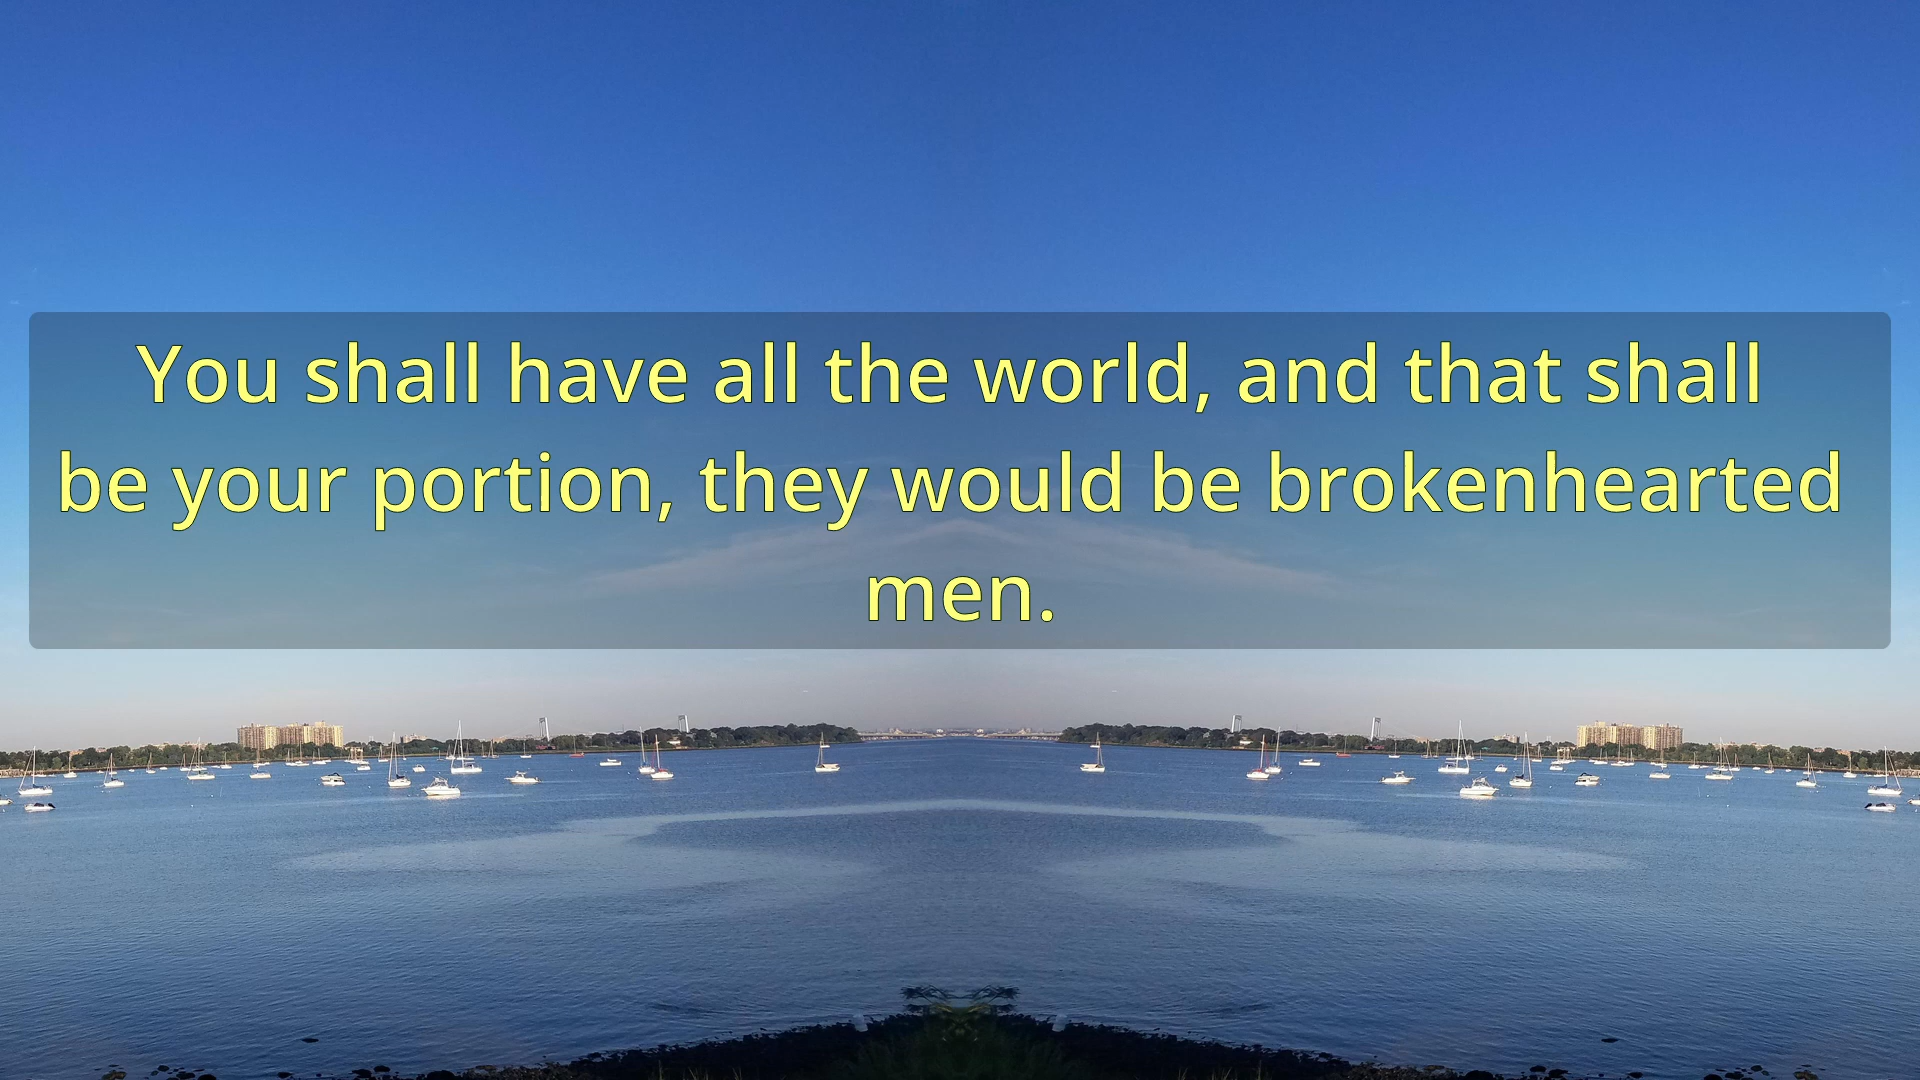 You shall have all the world, and that shall
be your portion, they would be brokenhearted
men.